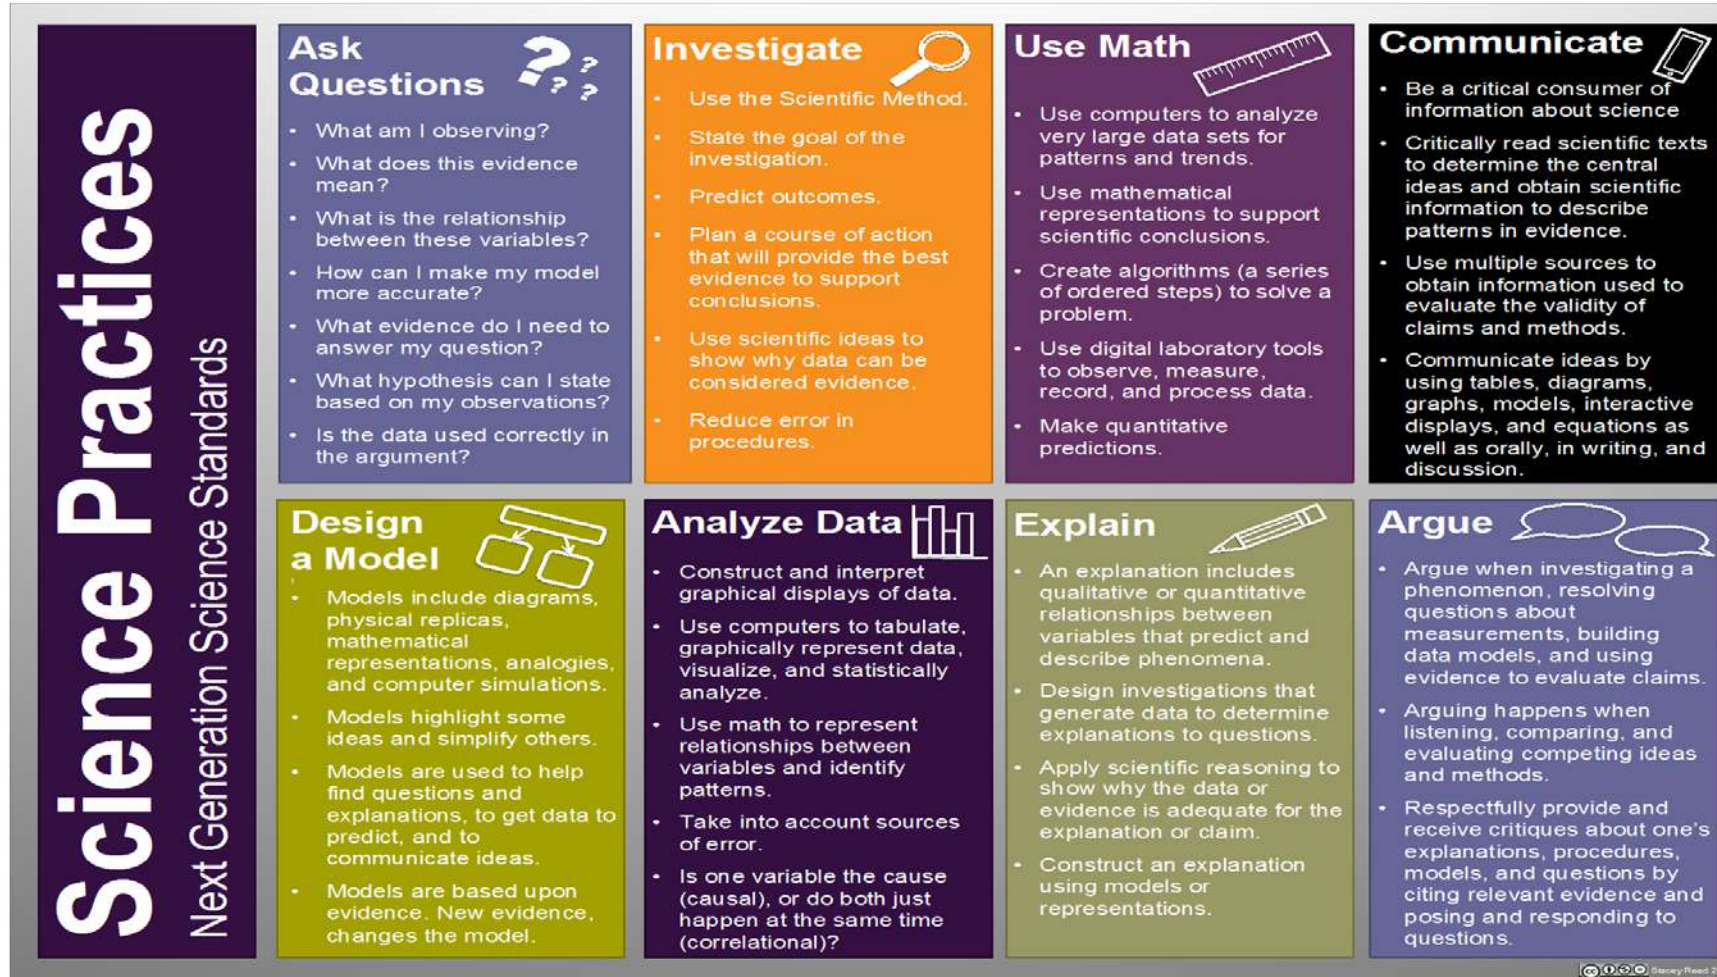 Science Practices
Next Generation Science Standards
Ask
Questions
• What am I observing?
• What does this evidence
mean?
• What is the relationship
between these variables?
• How can I make my model
more accurate?
• What evidence do I need to
answer my question?
• What hypothesis can I state
based on my observations?
• Is the data used correctly in
the argument?
Investigate
• Use the Scientific Method.
• State the goal of the
investigation.
• Predict outcomes.
• Plan a course of action
that will provide the best
evidence to support
conclusions.
• Use scientific ideas to
show why data can be
considered evidence.
• Reduce error in
procedures.
Use Math
• Use computers to analyze
very large data sets for
patterns and trends.
• Use mathematical
representations to support
scientific conclusions.
• Create algorithms (a series
of ordered steps) to solve a
problem.
• Use digital laboratory tools
to observe, measure,
record, and process data.
• Make quantitative
predictions.
Communicate
• Be a critical consumer of
information about science
• Critically read scientific texts
to determine the central
ideas and obtain scientific
information to describe
patterns in evidence.
• Use multiple sources to
obtain information used to
evaluate the validity of
claims and methods.
• Communicate ideas by
using tables, diagrams,
graphs, models, interactive
displays, and equations as
well as orally, in writing, and
discussion.
Design
a Model
• Models include diagrams,
physical replicas,
mathematical
representations, analogies,
and computer simulations.
• Models highlight some
ideas and simplify others.
• Models are used to help
find questions and
explanations, to get data to
predict, and to
communicate ideas.
• Models are based upon
evidence. New evidence,
changes the model.
Analyze Data
• Construct and interpret
graphical displays of data.
• Use computers to tabulate,
graphically represent data,
visualize, and statistically
analyze.
• Use math to represent
relationships between
variables and identify
patterns.
• Take into account sources
of error.
• Is one variable the cause
(causal), or do both just
happen at the same time
(correlational)?
Explain
• An explanation includes
qualitative or quantitative
relationships between
variables that predict and
describe phenomena.
• Design investigations that
generate data to determine
explanations to questions.
• Apply scientific reasoning to
show why the data or
evidence is adequate for the
explanation or claim.
• Construct an explanation
using models or
representations.
Argue
• Argue when investigating a
phenomenon, resolving
questions about
measurements, building
data models, and using
evidence to evaluate claims.
• Arguing happens when
listening, comparing, and
evaluating competing ideas
and methods.
• Respectfully provide and
receive critiques about one's
explanations, procedures,
models, and questions by
citing relevant evidence and
posing and responding to
questions.
Stacey Reed 2